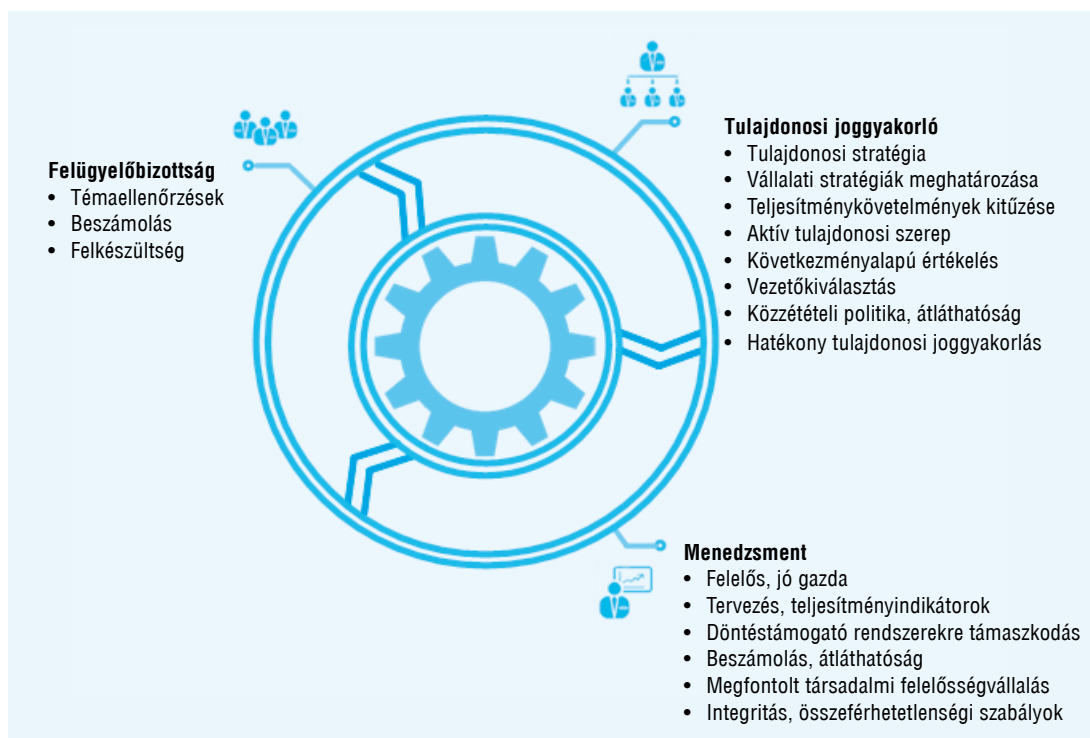 Felügyelőbizottság
• Témaellenőrzések
• Beszámolás
• Felkészültség
Tulajdonosi joggyakorló
• Tulajdonosi stratégia
• Vállalati stratégiák meghatározása
• Teljesítménykövetelmények kitűzése
• Aktív tulajdonosi szerep
• Következményalapú értékelés
• Vezetőkiválasztás
• Közzétételi politika, átláthatóság
• Hatékony tulajdonosi joggyakorlás
Menedzsment
• Felelős, jó gazda
• Tervezés, teljesítményindikátorok
• Döntéstámogató rendszerekre támaszkodás
• Beszámolás, átláthatóság
• Megfontolt társadalmi felelősségvállalás
• Integritás, összeférhetetlenségi szabályok